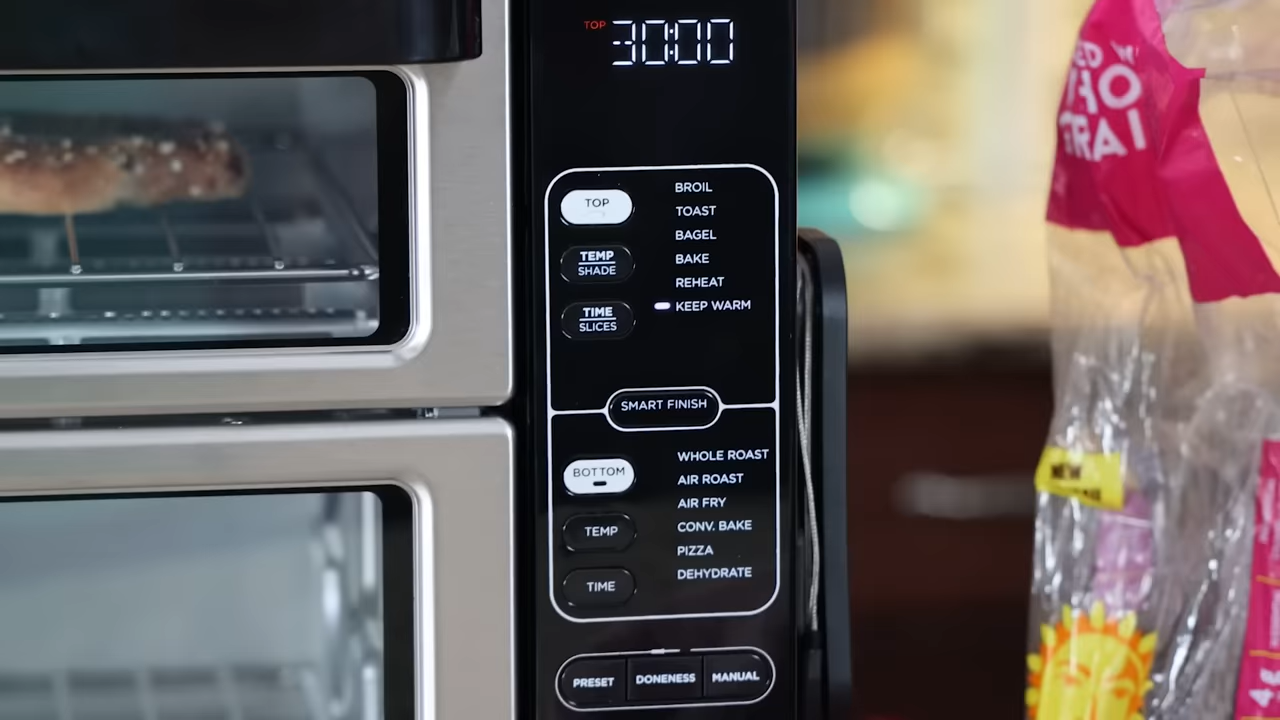 TOP
30:00
TOP
TEMP
SHADE
TIME
SLICES
BROIL
TOAST
BAGEL
BAKE
REHEAT
KEEP WARM
SMART FINISH
BOTTOM
TEMP
TIME
WHOLE ROAST
AIR ROAST
AIR FRY
CONV. BAKE
PIZZA
DEHYDRATE
PRESET
DONENESS
MANUAL
NEW